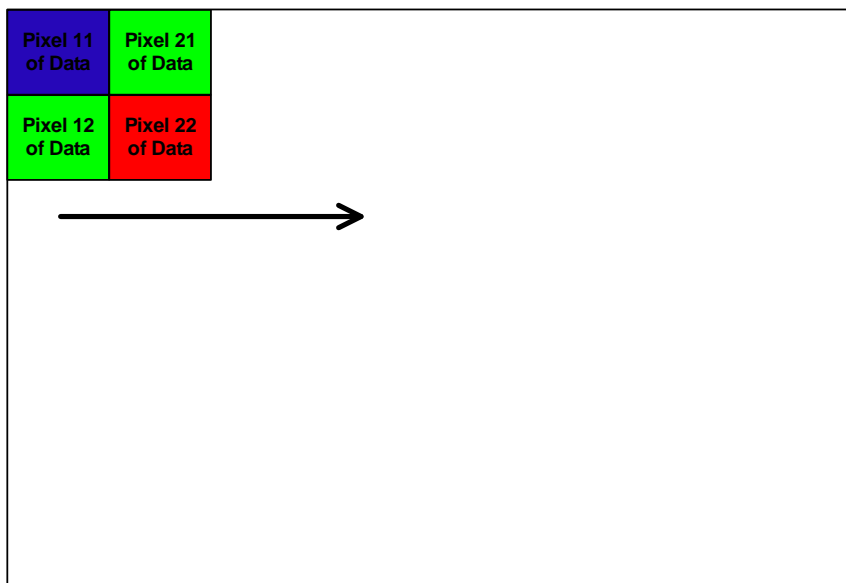 Pixel 11
of Data
Pixel 21
of Data
Pixel 12
of Data
Pixel 22
of Data